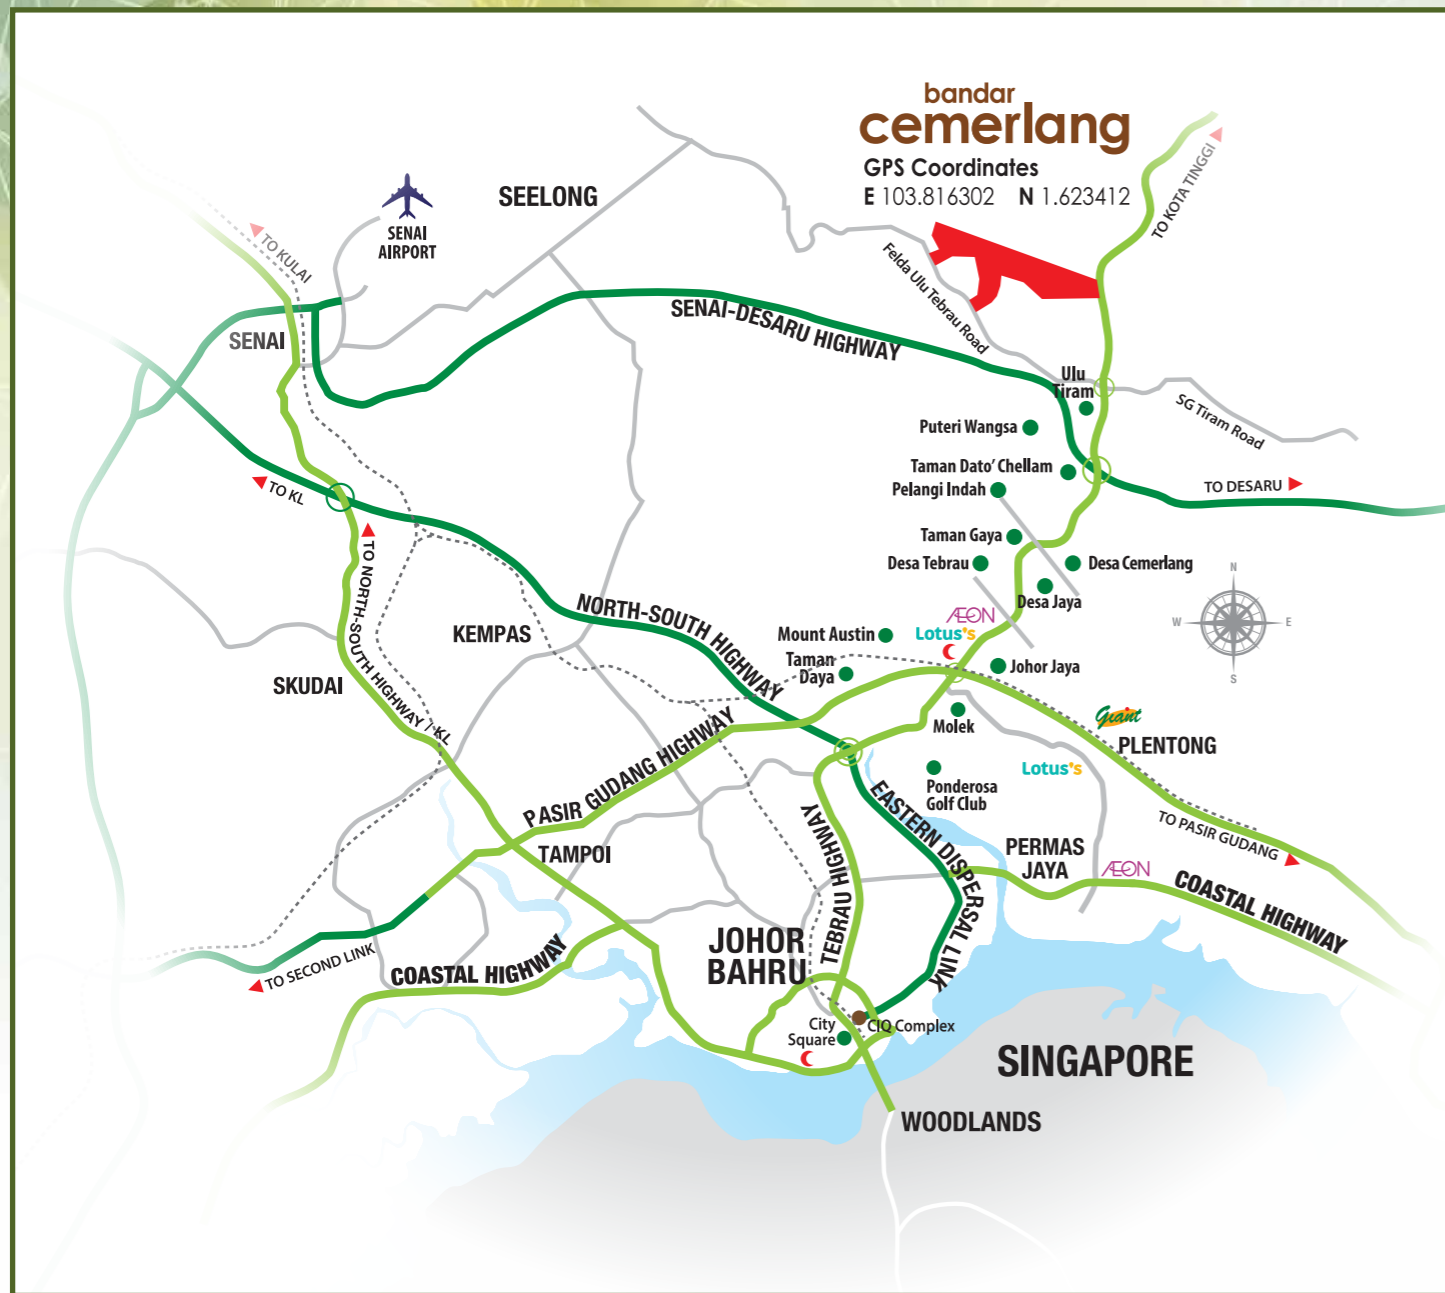 bandar
cemerlang
GPS Coordinates
E 103.816302 N 1.623412
TO KOTA TINGGI
SEELONG
SENAI
AIRPORT
TO KULAI
Felda Ulu Tebrau Road
SENAI
SENAI-DESARU HIGHWAY
Ulu
Tiram
SG Tiram Road
Puteri Wangsa
Taman Dato' Chellam
Pelangi Indah
TO DESARU
TO KL
Taman Gaya
Desa Tebrau
Desa Cemerlang
Desa Jaya
TO NORTH-SOUTH HIGHWAY / KL
NORTH-SOUTH HIGHWAY
KEMPAS
ÆON
Lotus's
Mount Austin
Taman
Daya
Johor Jaya
N
W
E
S
SKUDAI
Molek
Giant
PLENTONG
PASIR GUDANG HIGHWAY
Lotus's
Ponderosa
Golf Club
EASTERN DISPERSAL LINK
TEBRAU HIGHWAY
TO PASIR GUDANG
TAMPOI
PERMAS
JAYA
ÆON
COASTAL HIGHWAY
JOHOR
BAHRU
TO SECOND LINK
COASTAL HIGHWAY
City
Square
CIQ Complex
SINGAPORE
WOODLANDS